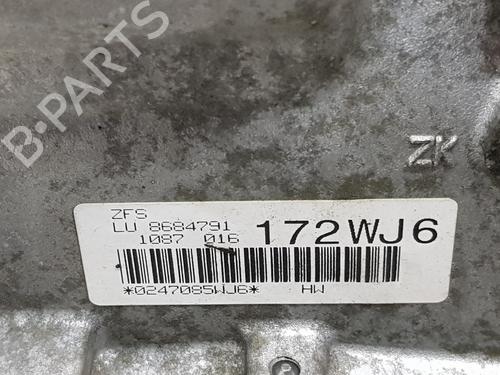 B-PARTS
ZK
ZFS
LU 8684791
1087 016
172WJ6
*0247085WJ6*
HW